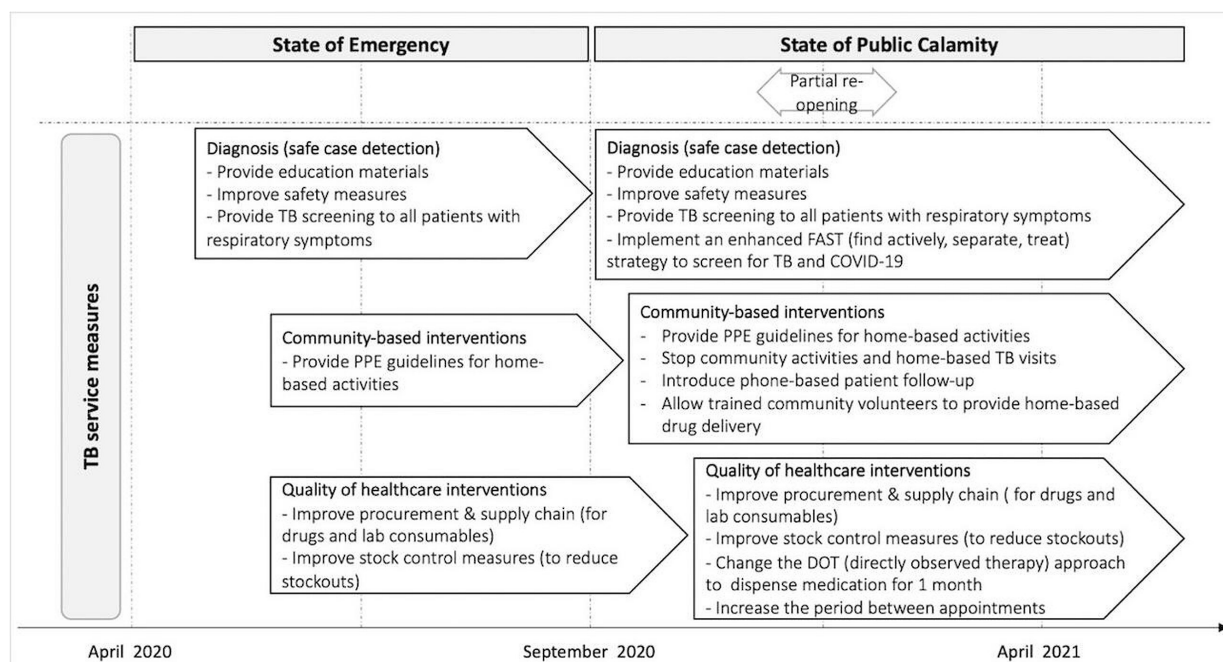 State of Emergency
State of Public Calamity
Partial re-
opening
TB service measures
Diagnosis (safe case detection)
- Provide education materials
- Improve safety measures
- Provide TB screening to all patients with
respiratory symptoms
Diagnosis (safe case detection)
- Provide education materials
- Improve safety measures
- Provide TB screening to all patients with respiratory symptoms
- Implement an enhanced FAST (find actively, separate, treat)
strategy to screen for TB and COVID-19
Community-based interventions
- Provide PPE guidelines for home-
based activities
Community-based interventions
- Provide PPE guidelines for home-based activities
- Stop community activities and home-based TB visits
- Introduce phone-based patient follow-up
- Allow trained community volunteers to provide home-based
drug delivery
Quality of healthcare interventions
- Improve procurement & supply chain (for
drugs and lab consumables)
- Improve stock control measures (to reduce
stockouts)
Quality of healthcare interventions
- Improve procurement & supply chain ( for drugs and
lab consumables)
- Improve stock control measures (to reduce stockouts)
- Change the DOT (directly observed therapy) approach
to dispense medication for 1 month
- Increase the period between appointments
April 2020
September 2020
April 2021